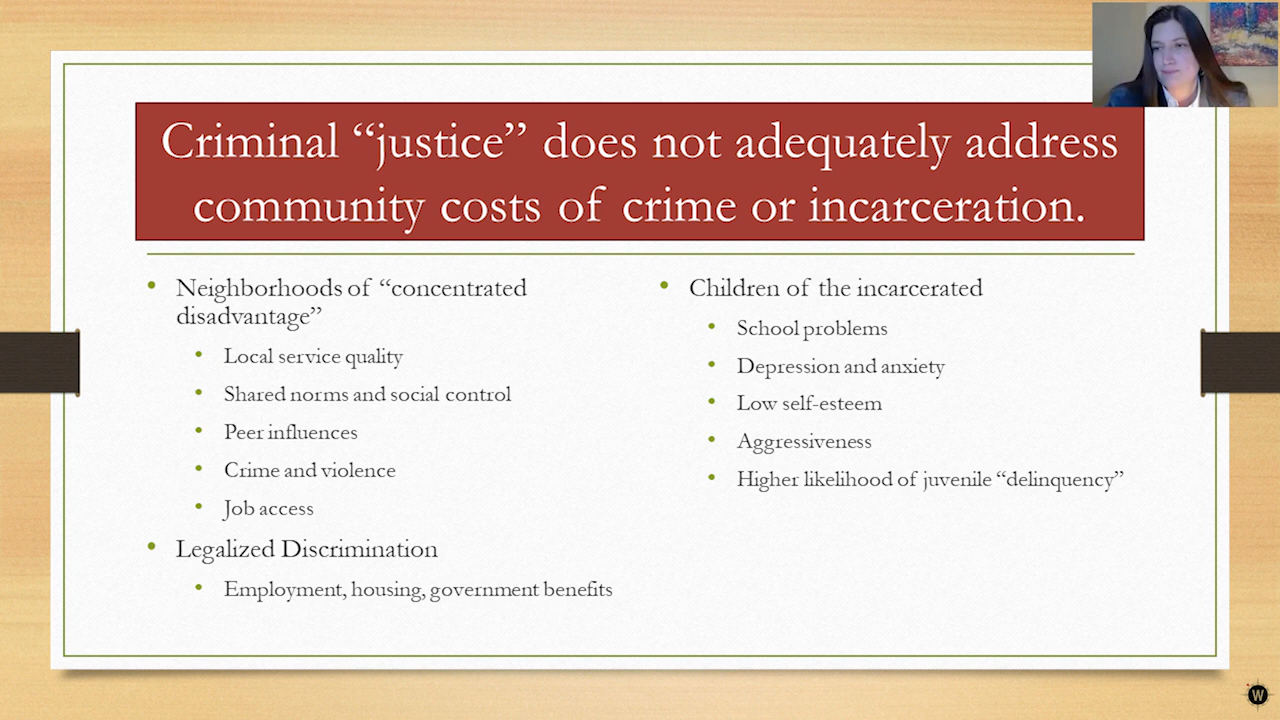 Criminal “justice” does not adequately address
community costs of crime or incarceration.
• Neighborhoods of “concentrated
disadvantage”
• Local service quality
• Shared norms and social control
• Peer influences
• Crime and violence
• Job access
• Legalized Discrimination
• Employment, housing, government benefits
• Children of the incarcerated
• School problems
• Depression and anxiety
• Low self-esteem
• Aggressiveness
• Higher likelihood of juvenile “delinquency”
W